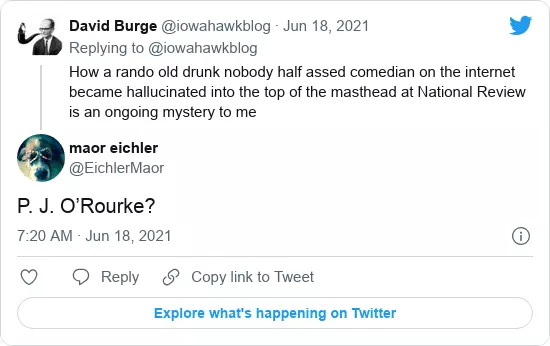 David Burge @iowahawkblog · Jun 18, 2021
Replying to @iowahawkblog
How a rando old drunk nobody half assed comedian on the internet
became hallucinated into the top of the masthead at National Review
is an ongoing mystery to me
maor eichler
@EichlerMaor
P. J. O’Rourke?
7:20 AM · Jun 18, 2021
Reply
Copy link to Tweet
Explore what's happening on Twitter